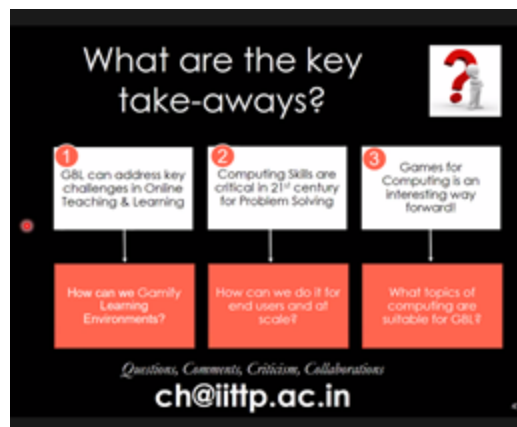 What are the key
take-aways?
1
GBL can address key
challenges in Online
Teaching & Learning
2
Computing Skills are
critical in 21st century
for Problem Solving
3
Games for
Computing is an
interesting way
forward!
How can we Gamify
Learning
Environments?
How can we do it for
end users and at
scale?
What topics of
computing are
suitable for GBL?
Questions, Comments, Criticism, Collaborations
ch@iittp.ac.in